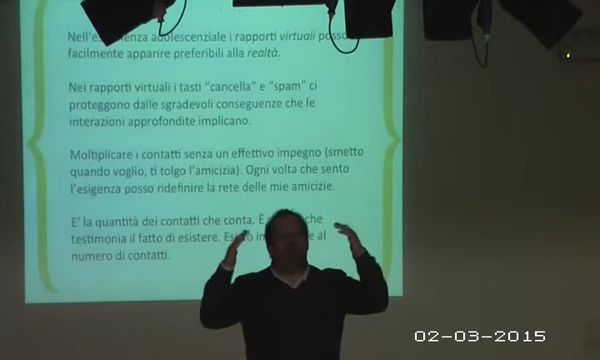 Nell'es enza adolescenziale i rapporti virtuali posso
facilmente apparire preferibili alla realtà.
Nei rapporti virtuali i tasti "cancella" e "spam" ci
proteggono dalle sgradevoli conseguenze che le
interazioni approfondite implicano.
Moltiplicare i contatti senza un effettivo impegno (smetto
quando voglio, ti tolgo l'amicizia). Ogni volta che sento
l'esigenza posso ridefinire la rete delle mie amicizie.
E' la quantità dei contatti che conta. È che
testimonia il fatto di esistere. al
numero di contatti.
02-03-2015